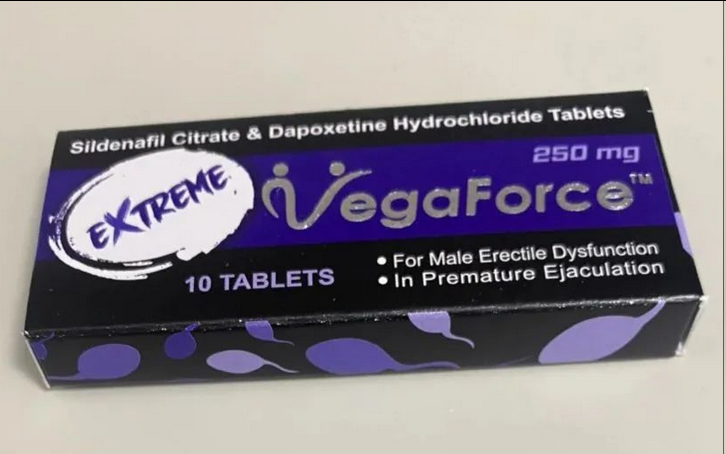 Sildenafil Citrate & Dapoxetine Hydrochloride Tablets
250 mg
EXTREME
VegaForce™
10 TABLETS
• For Male Erectile Dysfunction
• In Premature Ejaculation